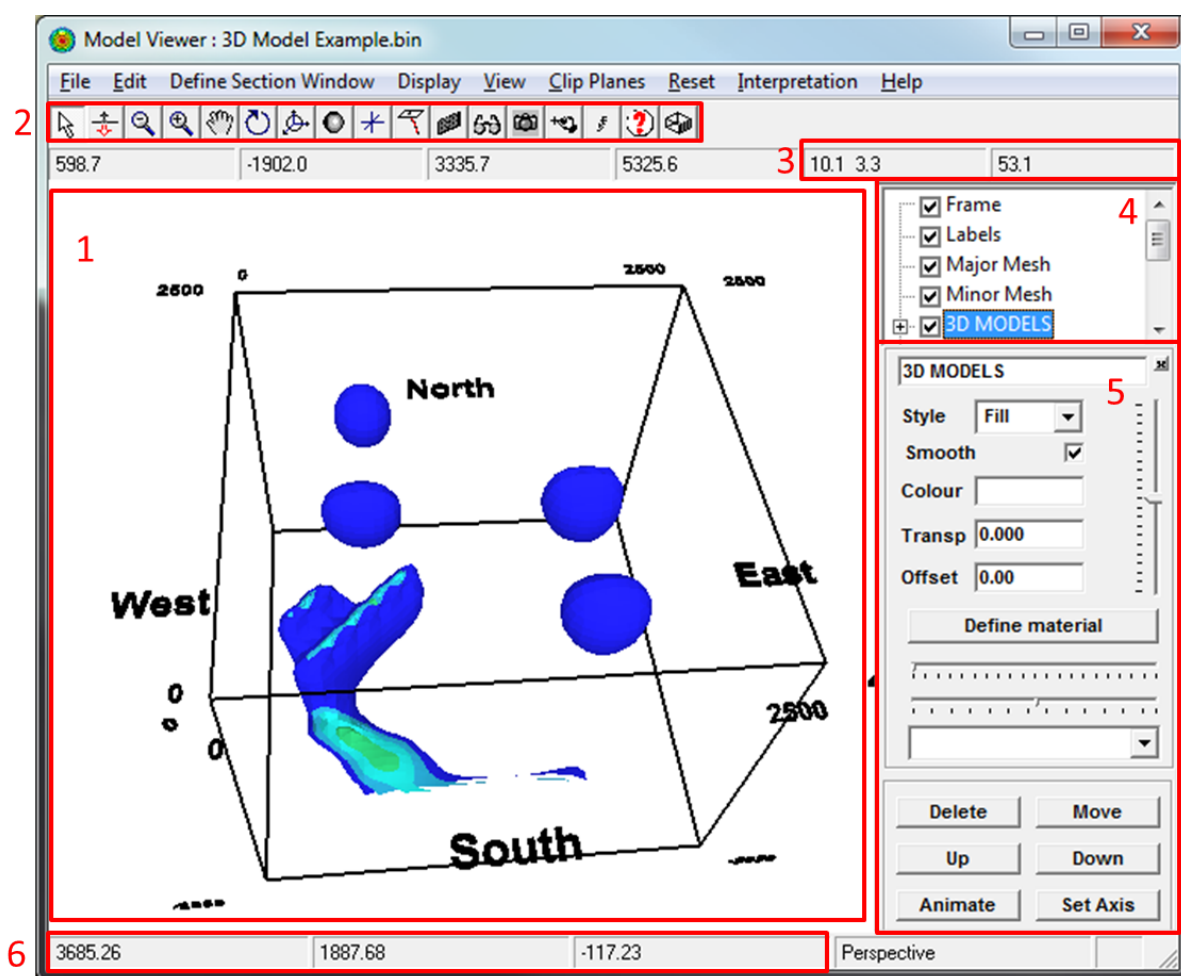 Model Viewer : 3D Model Example.bin
File Edit Define Section Window Display View Clip Planes Reset Interpretation Help
2
598.7 -1902.0 3335.7 5325.6 3 10.1 3.3 53.1
1
4
Frame
Labels
Major Mesh
Minor Mesh
3D MODELS
5
3D MODELS
Style Fill
Smooth
Colour
Transp 0.000
Offset 0.00
Define material
Delete Move
Up Down
Animate Set Axis
2500 0 2500 2500
North
West East
0
0
0
2500
South
6
3685.26 1887.68 -117.23 Perspective